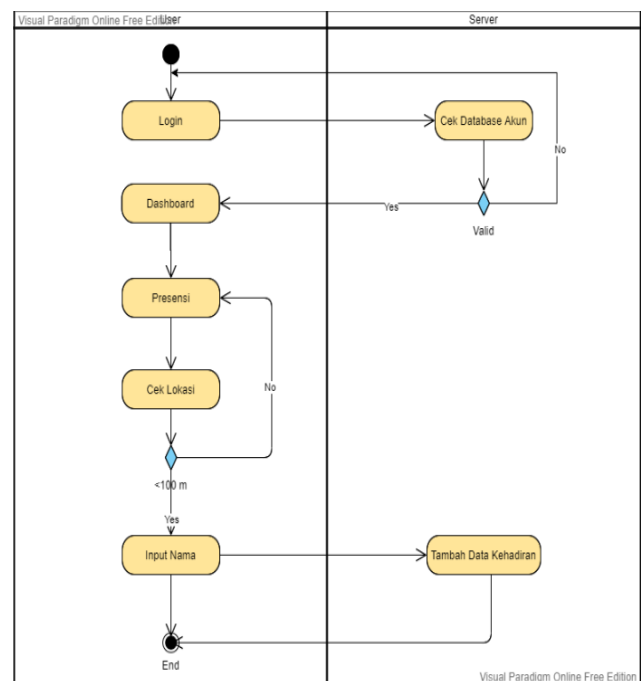 Visual Paradigm Online Free Edition
User
Server
Login
Cek Database Akun
No
Dashboard
Yes
Valid
Presensi
Cek Lokasi
No
<100 m
Yes
Input Nama
Tambah Data Kehadiran
End
Visual Paradigm Online Free Edition